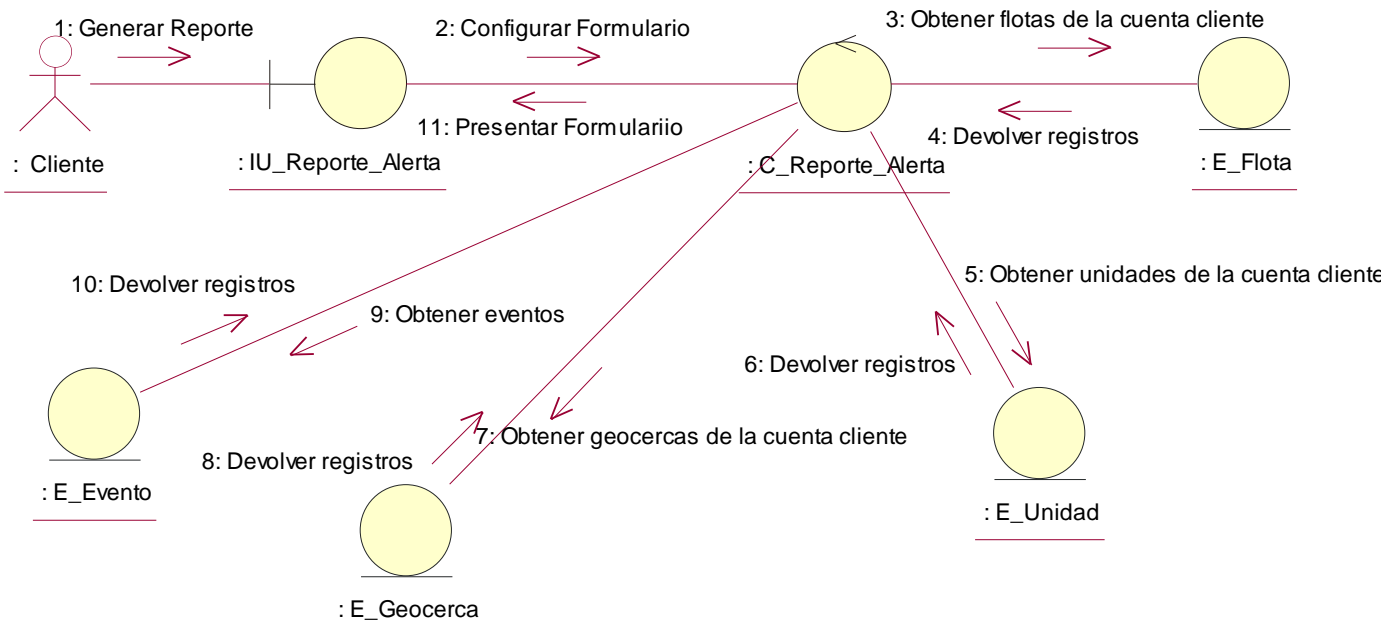 1: Generar Reporte
2: Configurar Formulario
3: Obtener flotas de la cuenta cliente
11: Presentar Formulariio
4: Devolver registros
: Cliente
: IU_Reporte_Alerta
: C_Reporte_Alerta
: E_Flota
10: Devolver registros
5: Obtener unidades de la cuenta cliente
9: Obtener eventos
6: Devolver registros
7: Obtener geocercas de la cuenta cliente
8: Devolver registros
: E_Evento
: E_Unidad
: E_Geocerca